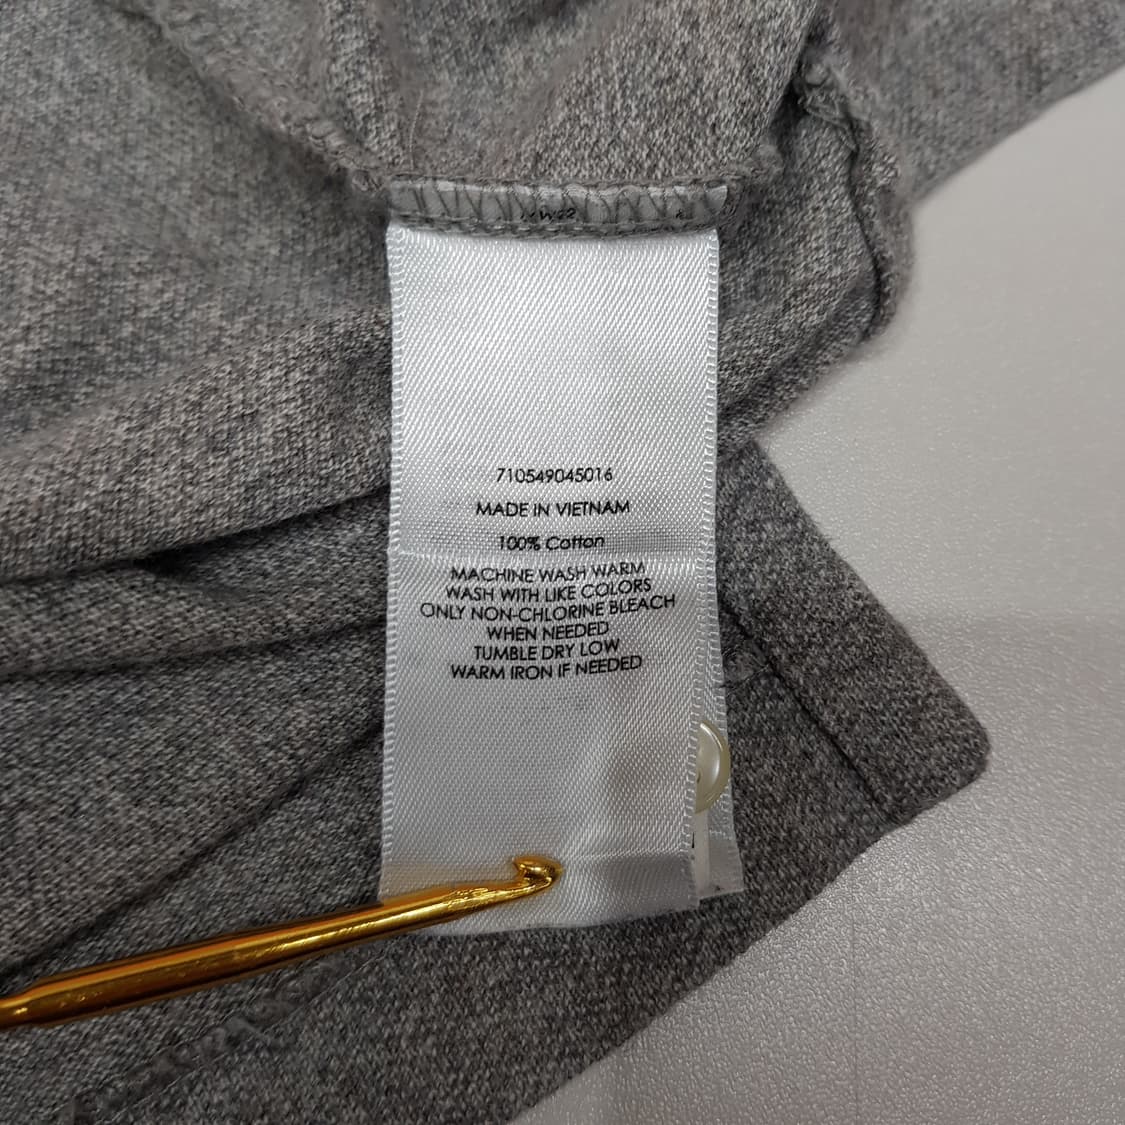 710549045016
MADE IN VIETNAM
100% Cotton
MACHINE WASH WARM
WASH WITH LIKE COLORS
ONLY NON-CHLORINE BLEACH
WHEN NEEDED
TUMBLE DRY LOW
WARM IRON IF NEEDED